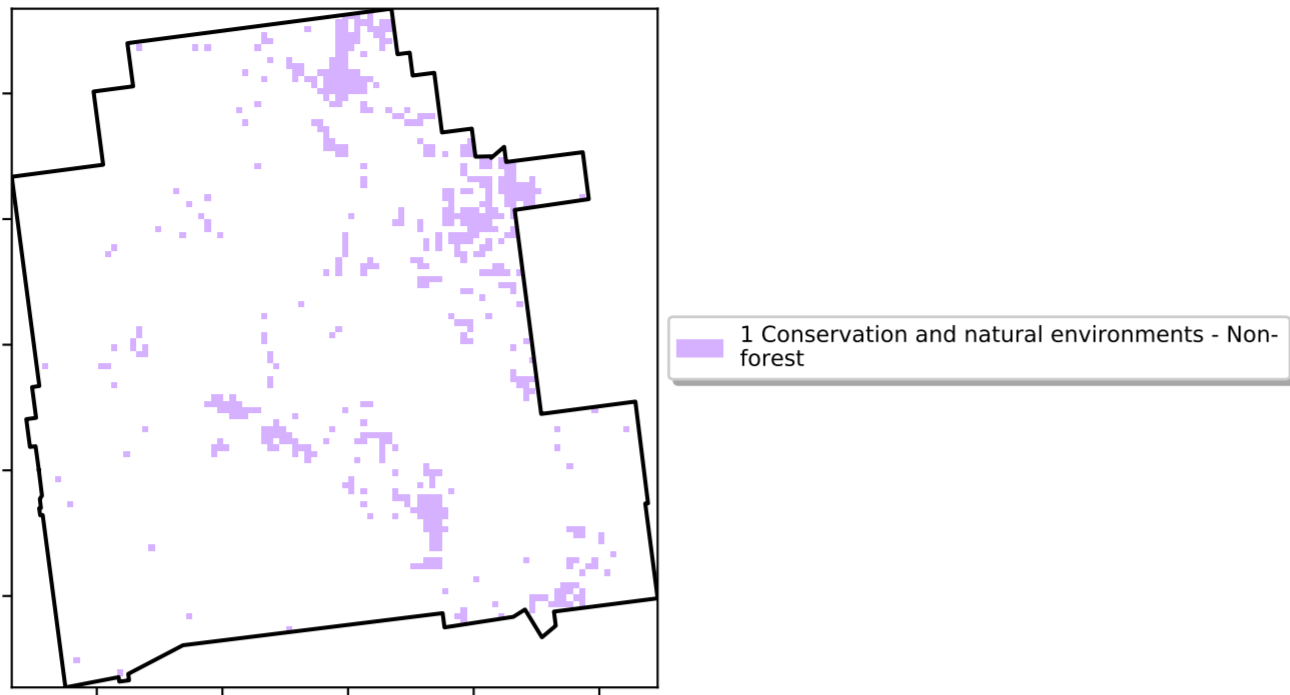 1 Conservation and natural environments - Non-
forest